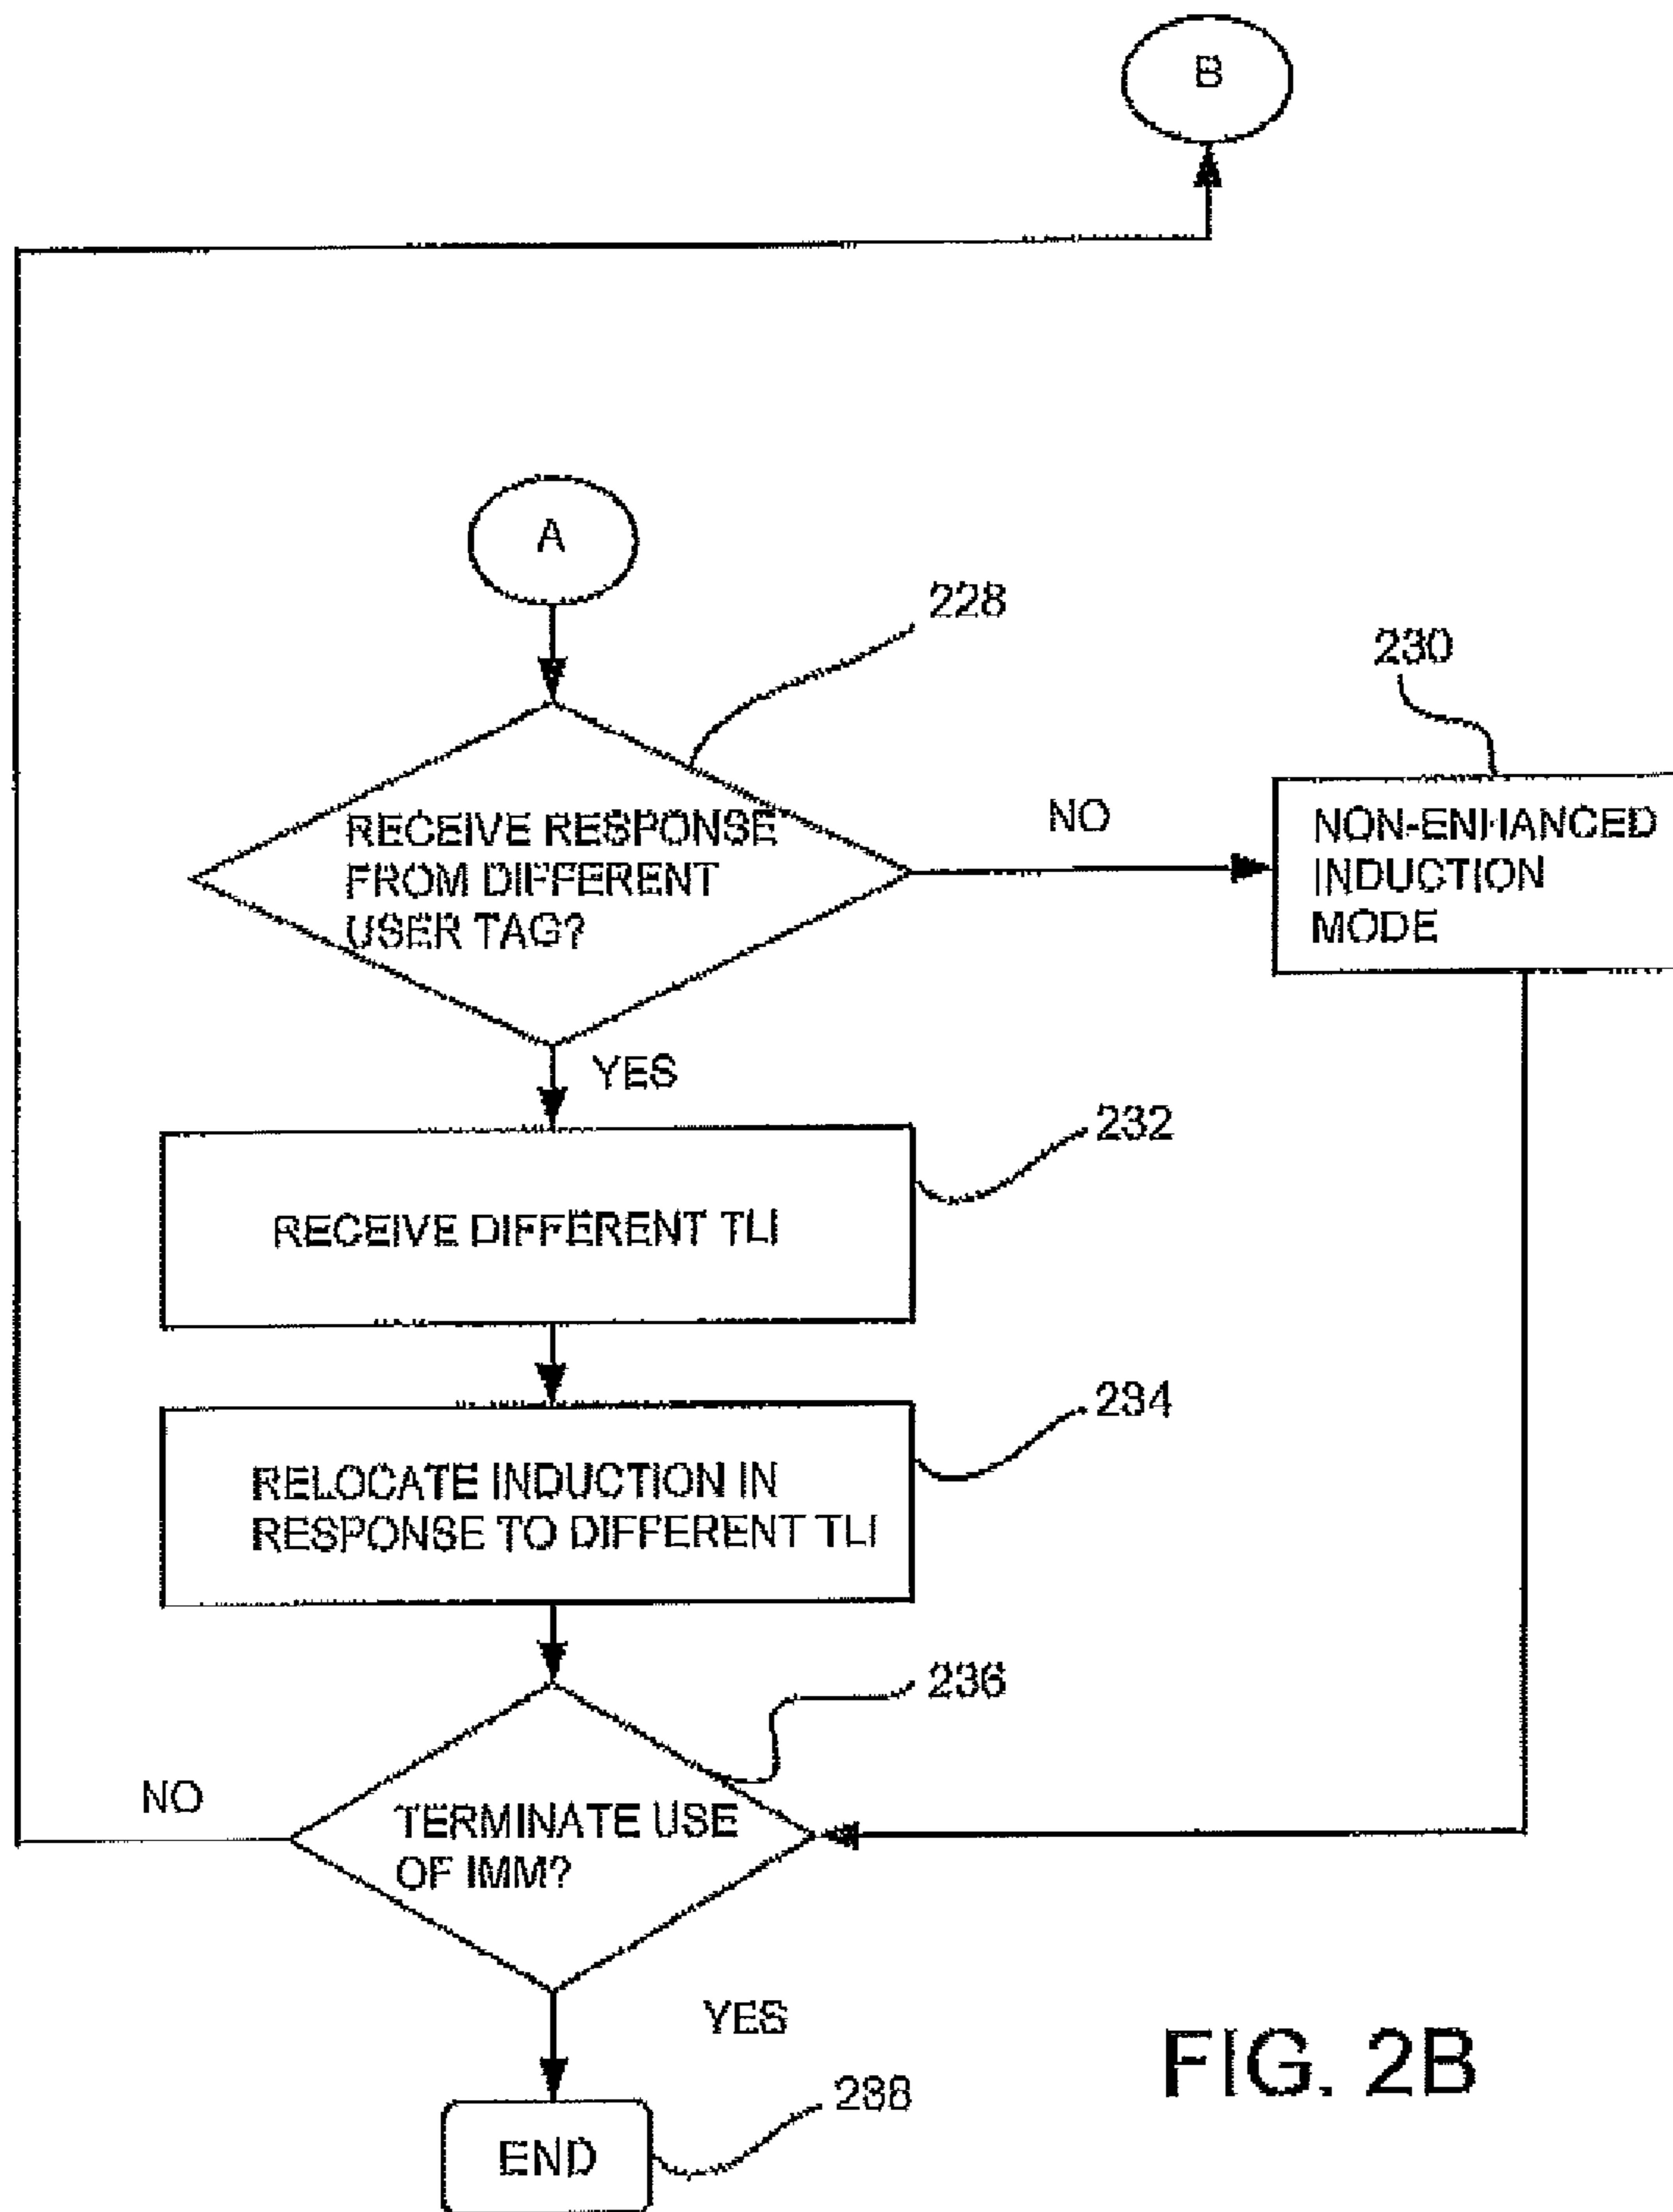 B
A
228
230
RECEIVE RESPONSE
FROM DIFFERENT
USER TAG?
NO
NON-ENHANCED
INDUCTION
MODE
YES
232
RECEIVE DIFFERENT TLI
234
RELOCATE INDUCTION IN
RESPONSE TO DIFFERENT TLI
236
NO
TERMINATE USE
OF IMM?
YES
238
END
FIG. 2B